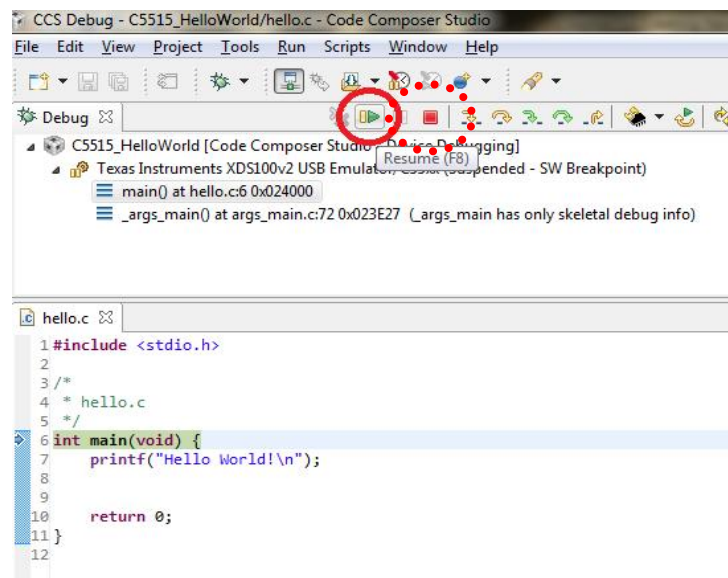 CCS Debug - C5515_HelloWorld/hello.c - Code Composer Studio
File Edit View Project Tools Run Scripts Window Help
Debug
C5515_HelloWorld [Code Composer Studio - Device Debugging]
Resume (F8)
Texas Instruments XDS100v2 USB Emulator/C55xx (Suspended - SW Breakpoint)
main() at hello.c:6 0x024000
_args_main() at args_main.c:72 0x023E27 (_args_main has only skeletal debug info)
hello.c
1 #include <stdio.h>
2
3 /*
4 * hello.c
5 */
6 int main(void) {
7 printf("Hello World!\n");
8
9
10 return 0;
11 }
12